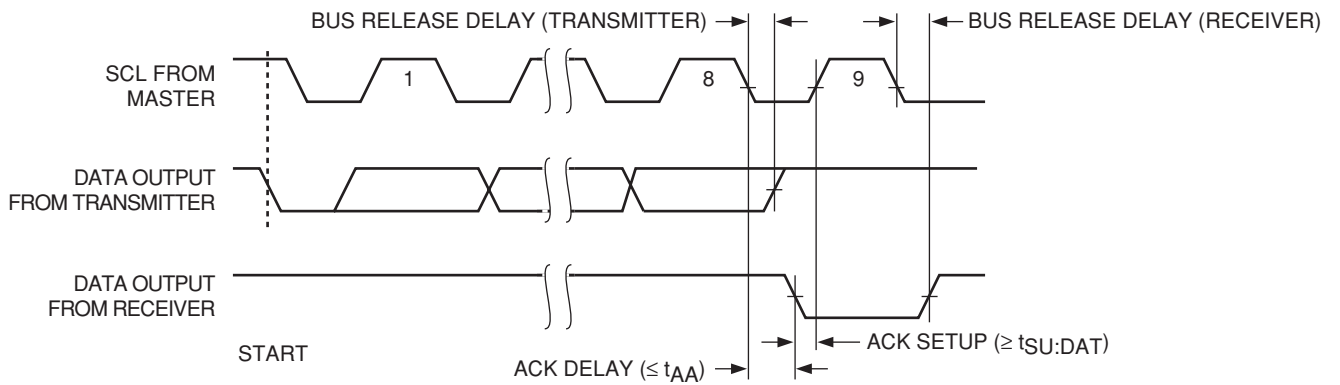 BUS RELEASE DELAY (TRANSMITTER)
BUS RELEASE DELAY (RECEIVER)
SCL FROM
MASTER
1
8
9
DATA OUTPUT
FROM TRANSMITTER
DATA OUTPUT
FROM RECEIVER
START
ACK SETUP (≥ tSU:DAT)
ACK DELAY (≤ tAA)